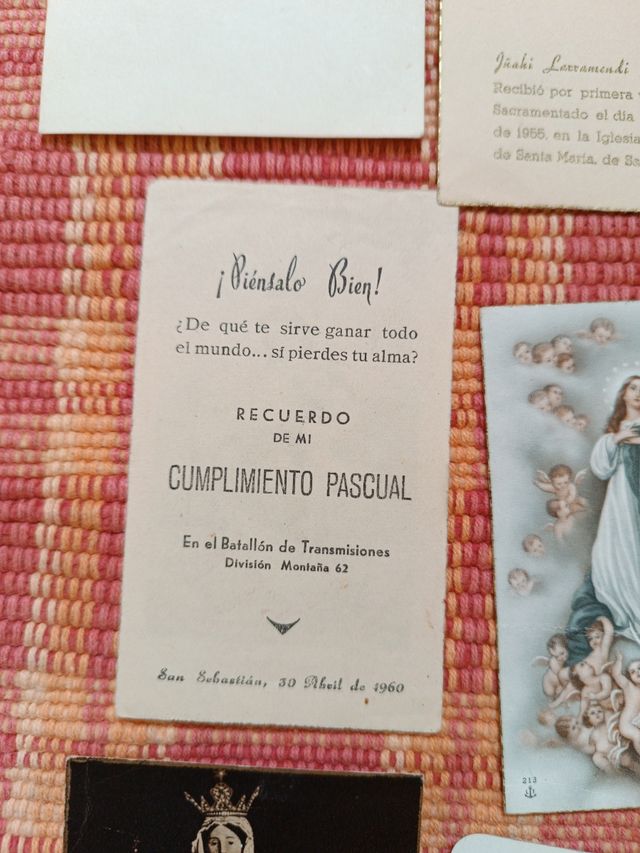 Iñaki Larramendi
Recibió por primera
Sacramentado el día
de 1955, en la Iglesia
de Santa María, de
¡Piénsalo Bien!
¿De qué te sirve ganar todo
el mundo... sí pierdes tu alma?
RECUERDO
DE MI
CUMPLIMIENTO PASCUAL
En el Batallón de Transmisiones
División Montaña 62
San Sebastián, 30 Abril de 1960
213